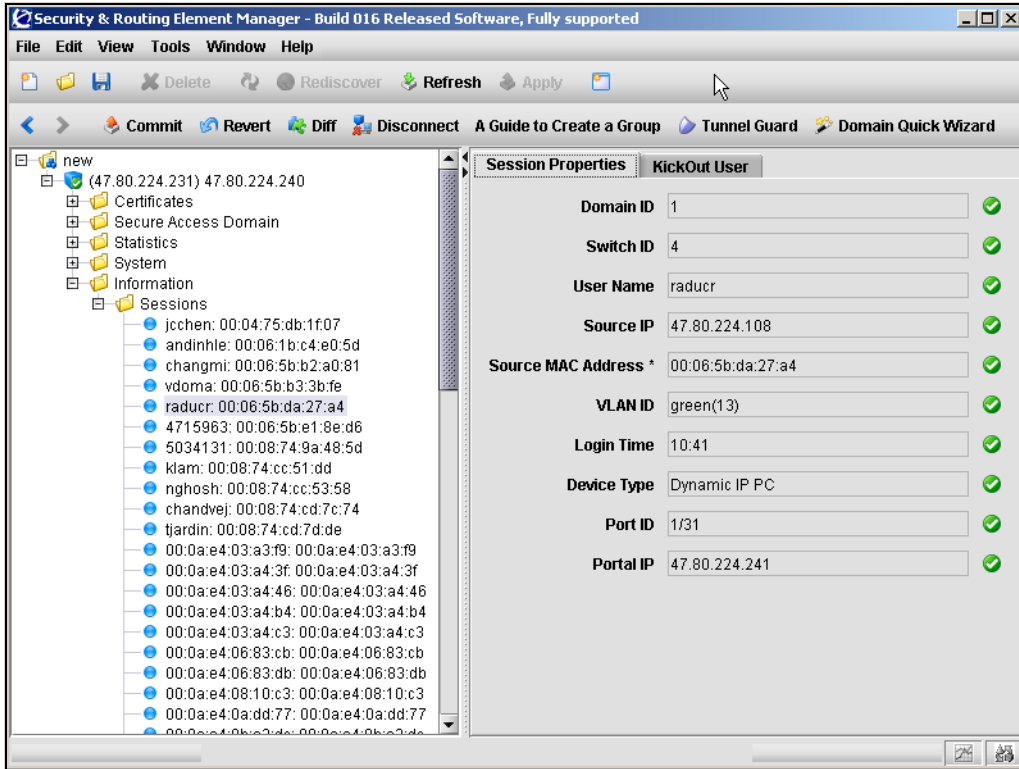 Security & Routing Element Manager - Build 016 Released Software, Fully supported
File Edit View Tools Window Help
Delete Rediscover Refresh Apply
Commit Revert Diff Disconnect A Guide to Create a Group Tunnel Guard Domain Quick Wizard
new
(47.80.224.231) 47.80.224.240
Certificates
Secure Access Domain
Statistics
System
Information
Sessions
jcchen: 00:04:75:db:1f:07
andinhle: 00:06:1b:c4:e0:5d
changmi: 00:06:5b:b2:a0:81
vdoma: 00:06:5b:b3:3b:fe
raducr: 00:06:5b:da:27:a4
4715963: 00:06:5b:e1:8e:d6
5034131: 00:08:74:9a:48:5d
klam: 00:08:74:cc:51:dd
nghosh: 00:08:74:cc:53:58
chandvej: 00:08:74:cd:7c:74
tjardin: 00:08:74:cd:7d:de
00:0a:e4:03:a3:f9: 00:0a:e4:03:a3:f9
00:0a:e4:03:a4:3f: 00:0a:e4:03:a4:3f
00:0a:e4:03:a4:46: 00:0a:e4:03:a4:46
00:0a:e4:03:a4:b4: 00:0a:e4:03:a4:b4
00:0a:e4:03:a4:c3: 00:0a:e4:03:a4:c3
00:0a:e4:06:83:cb: 00:0a:e4:06:83:cb
00:0a:e4:06:83:db: 00:0a:e4:06:83:db
00:0a:e4:08:10:c3: 00:0a:e4:08:10:c3
00:0a:e4:0a:dd:77: 00:0a:e4:0a:dd:77
Session Properties KickOut User
Domain ID 1
Switch ID 4
User Name raducr
Source IP 47.80.224.108
Source MAC Address * 00:06:5b:da:27:a4
VLAN ID green(13)
Login Time 10:41
Device Type Dynamic IP PC
Port ID 1/31
Portal IP 47.80.224.241